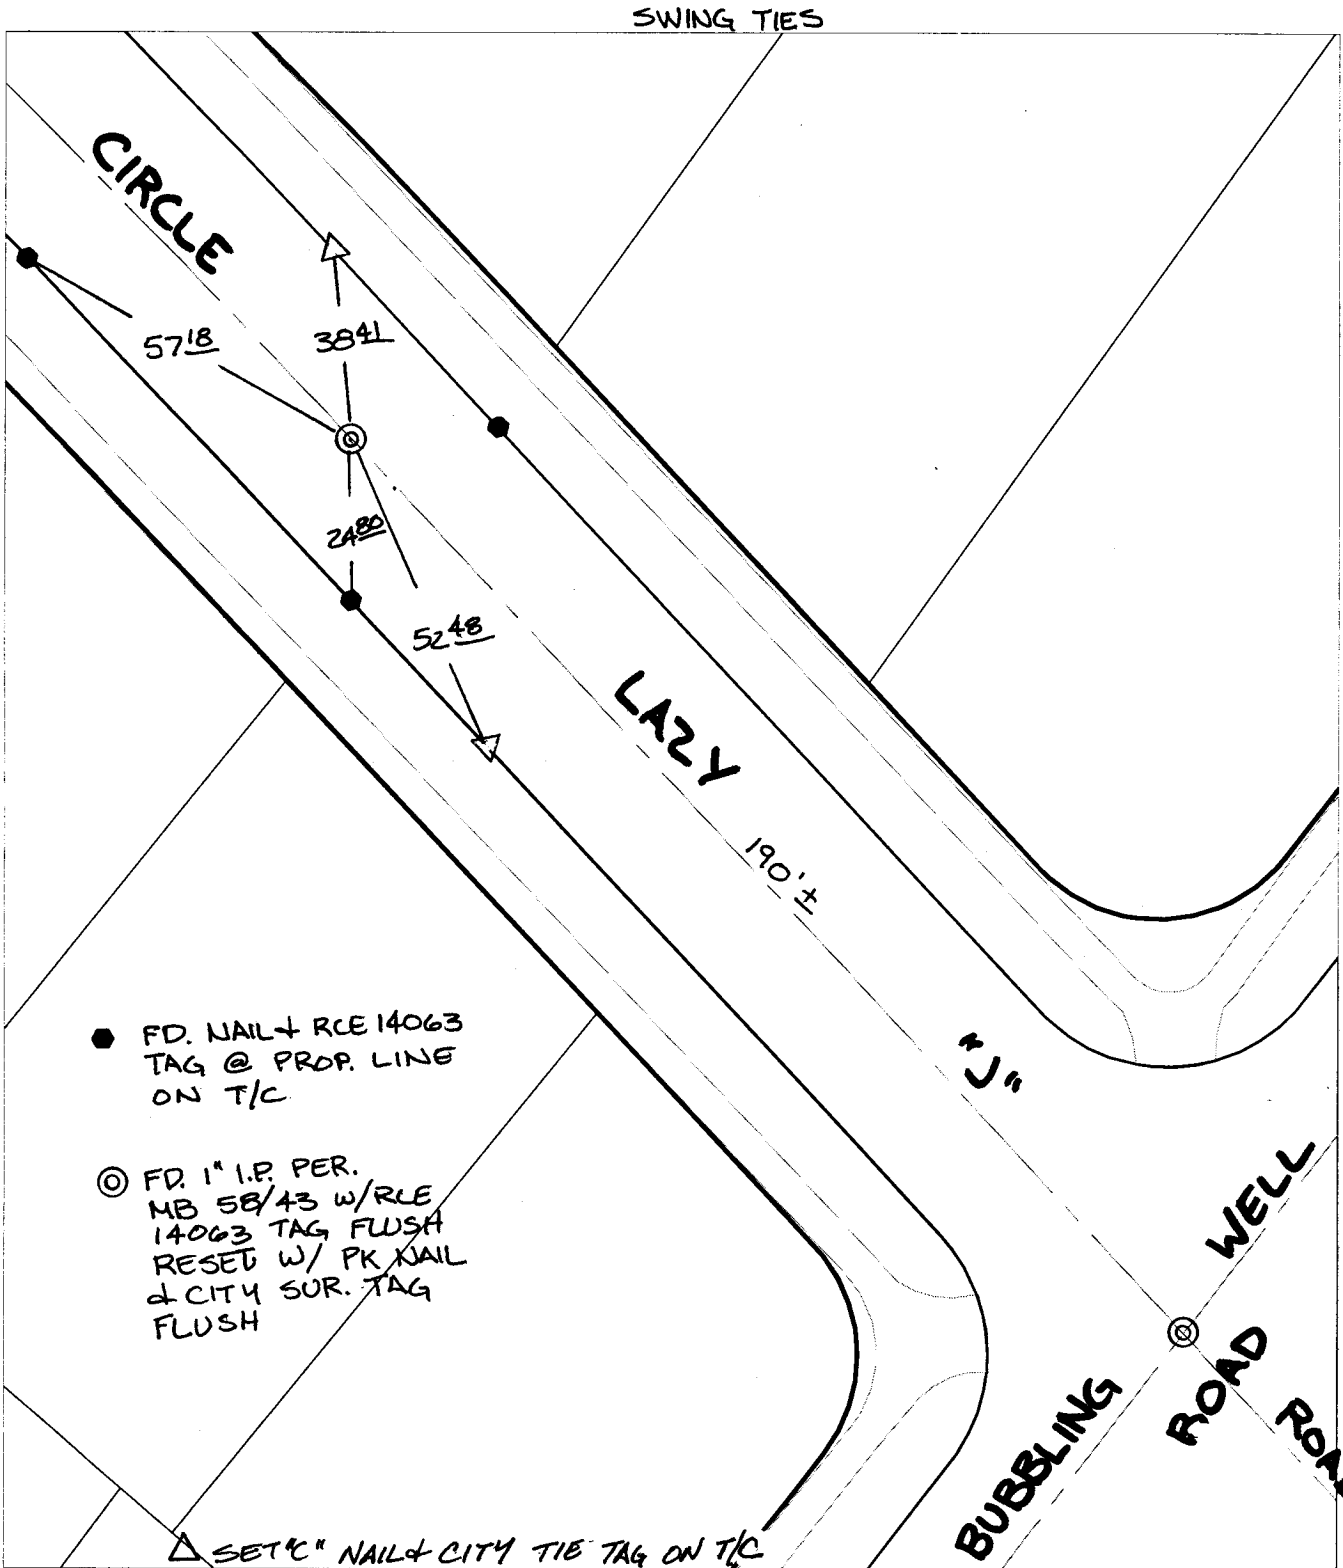 SWING TIES
CIRCLE
57 18
38 41
24 80
52 48
LAZY
190'±
"J"
● FD. NAIL & RCE 14063
TAG @ PROP. LINE
ON T/C
◎ FD. 1" I.P. PER.
MB 58/43 W/RCE
14063 TAG FLUSH
RESET W/ PK NAIL
& CITY SUR. TAG
FLUSH
WELL
ROAD
BUBBLING
△ SET "C" NAIL & CITY TIE TAG ON T/C